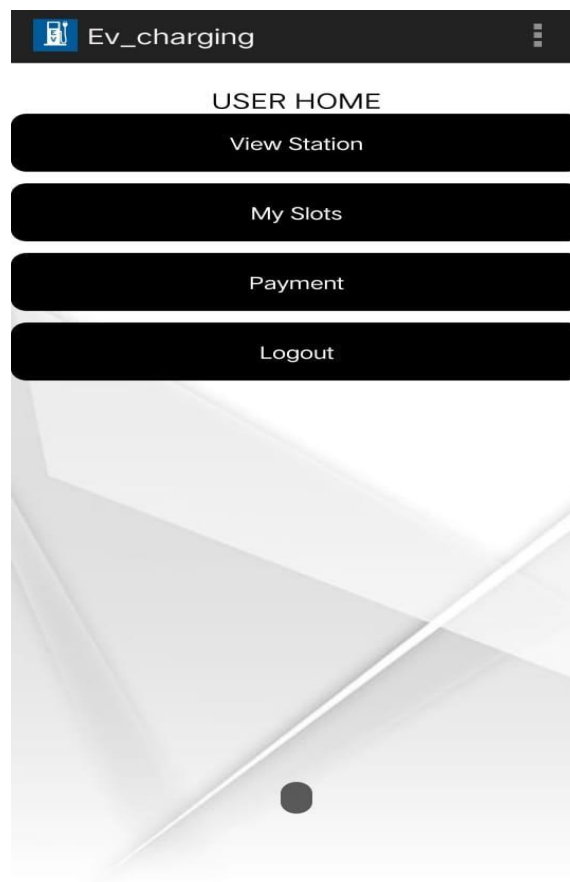 Ev_charging
USER HOME
View Station
My Slots
Payment
Logout